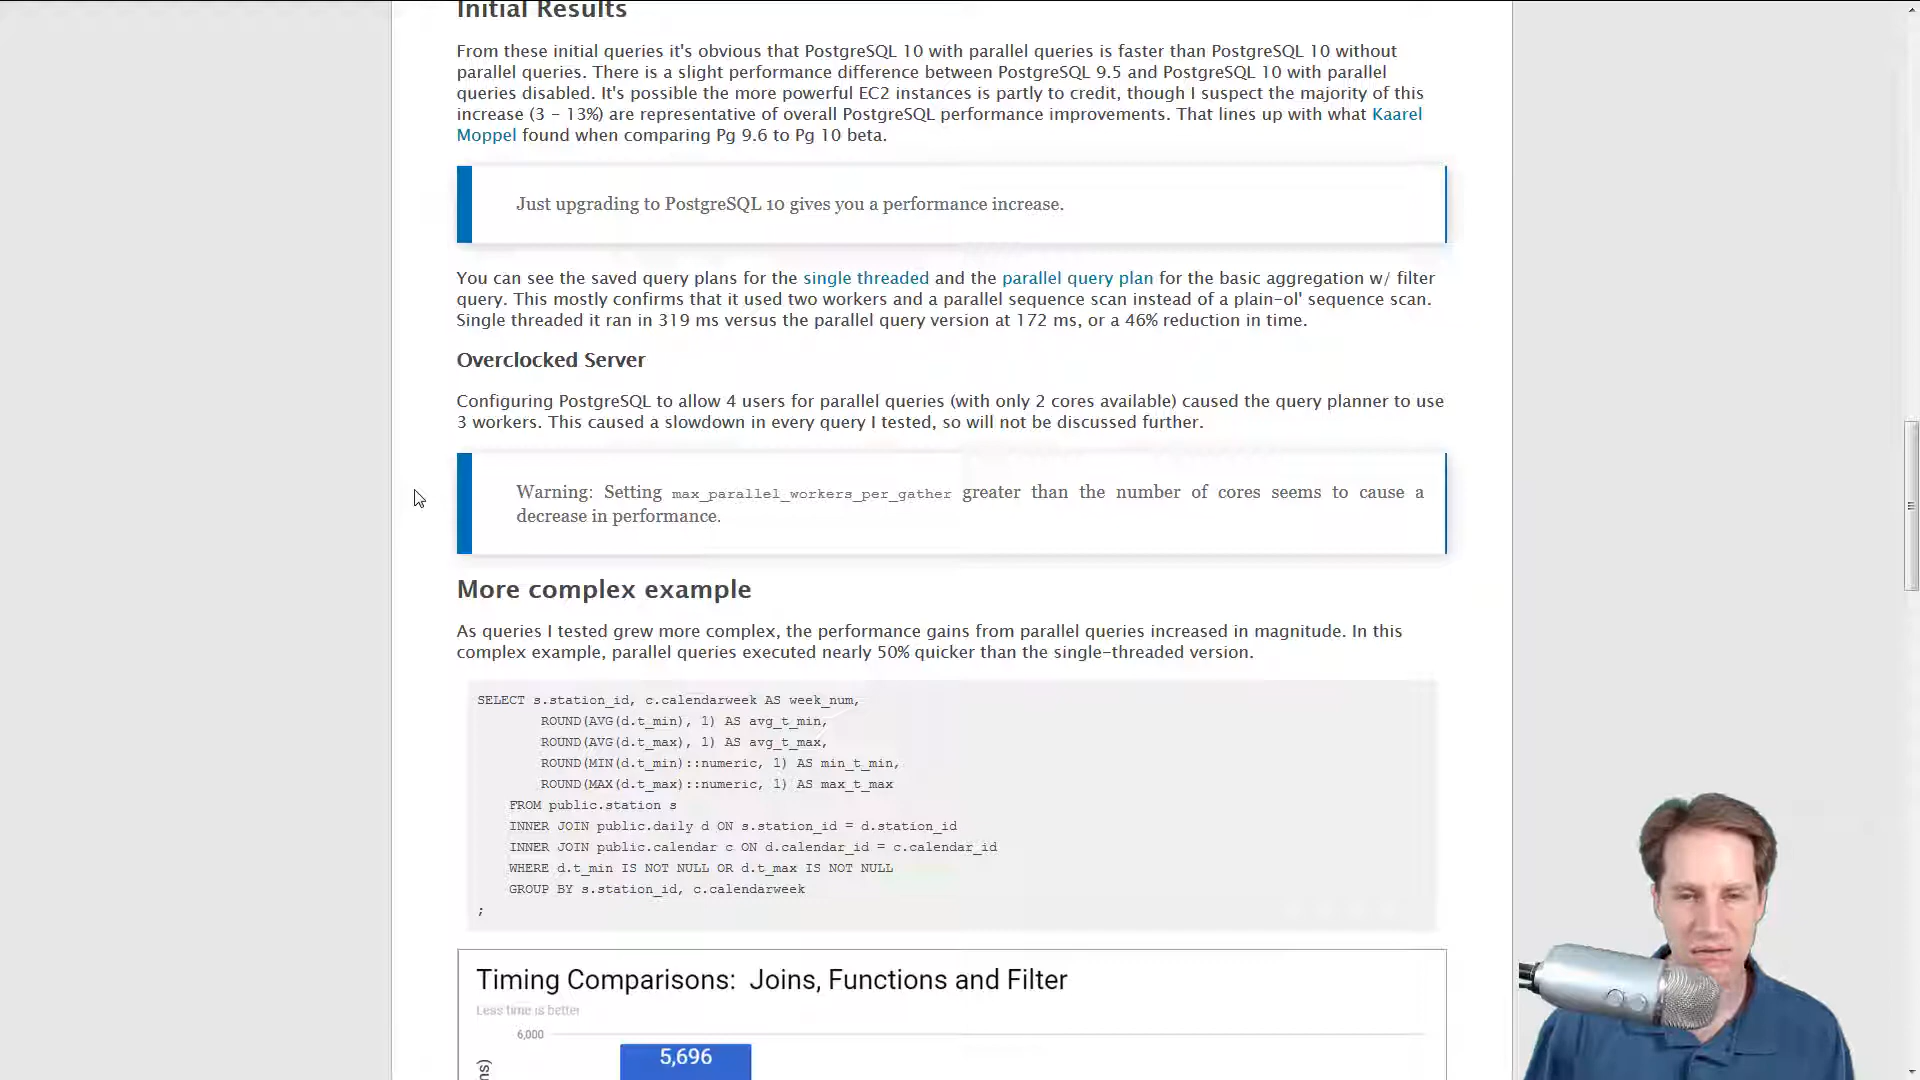 Initial Results
From these initial queries it's obvious that PostgreSQL 10 with parallel queries is faster than PostgreSQL 10 without
parallel queries. There is a slight performance difference between PostgreSQL 9.5 and PostgreSQL 10 with parallel
queries disabled. It's possible the more powerful EC2 instances is partly to credit, though I suspect the majority of this
increase (3 - 13%) are representative of overall PostgreSQL performance improvements. That lines up with what Kaarel
Moppel found when comparing Pg 9.6 to Pg 10 beta.
Just upgrading to PostgreSQL 10 gives you a performance increase.
You can see the saved query plans for the single threaded and the parallel query plan for the basic aggregation w/ filter
query. This mostly confirms that it used two workers and a parallel sequence scan instead of a plain-ol' sequence scan.
Single threaded it ran in 319 ms versus the parallel query version at 172 ms, or a 46% reduction in time.
Overclocked Server
Configuring PostgreSQL to allow 4 users for parallel queries (with only 2 cores available) caused the query planner to use
3 workers. This caused a slowdown in every query I tested, so will not be discussed further.
Warning: Setting max_parallel_workers_per_gather greater than the number of cores seems to cause a
decrease in performance.
More complex example
As queries I tested grew more complex, the performance gains from parallel queries increased in magnitude. In this
complex example, parallel queries executed nearly 50% quicker than the single-threaded version.
SELECT s.station_id, c.calendarweek AS week_num,
ROUND(AVG(d.t_min), 1) AS avg_t_min,
ROUND(AVG(d.t_max), 1) AS avg_t_max,
ROUND(MIN(d.t_min)::numeric, 1) AS min_t_min,
ROUND(MAX(d.t_max)::numeric, 1) AS max_t_max
FROM public.station s
INNER JOIN public.daily d ON s.station_id = d.station_id
INNER JOIN public.calendar c ON d.calendar_id = c.calendar_id
WHERE d.t_min IS NOT NULL OR d.t_max IS NOT NULL
GROUP BY s.station_id, c.calendarweek
;
Timing Comparisons: Joins, Functions and Filter
Less time is better
6,000
5,696